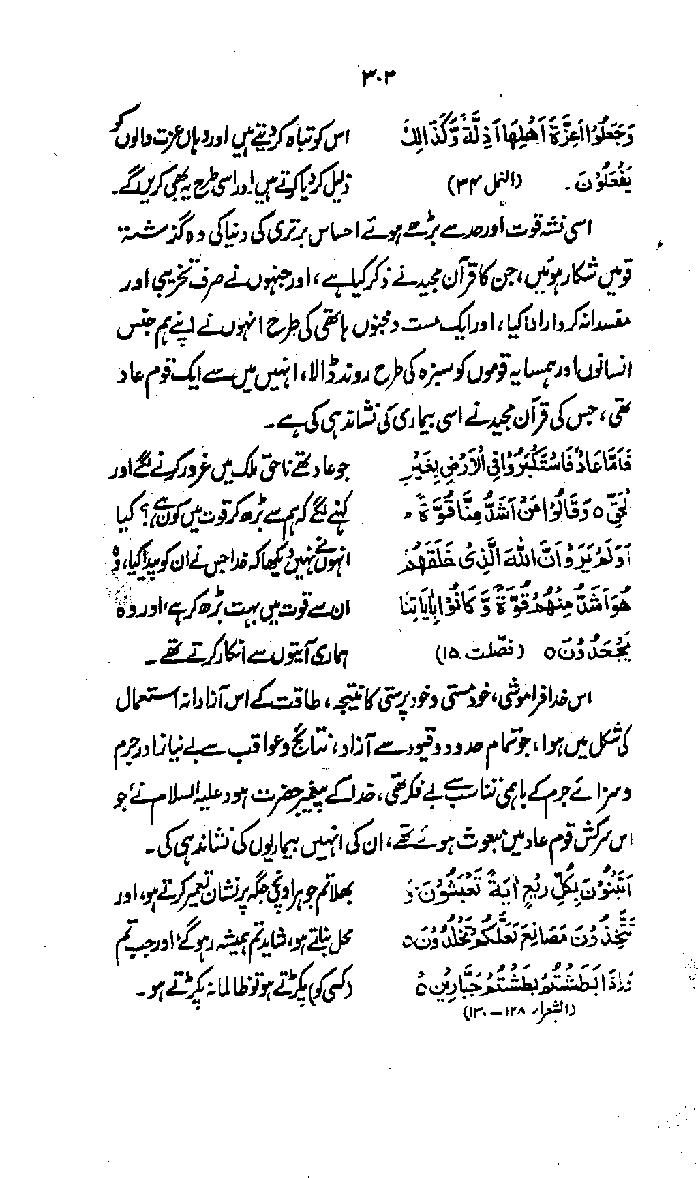 ۳۰۲
وَجَعَلُوا اَعِزَّةَ اَهْلِهَا اَذِلَّةً وَّكَذَالِكَ اس کو تباہ کر دیتے ہیں اور وہاں عزت والوں کو
يَفْعَلُوْنَ۔ (النمل ۳۴) ذلیل کر دیا کرتے ہیں اور اسی طرح یہ بھی کریں گے۔
اسی نشۂ قوت اور حد سے بڑھے ہوئے احساس برتری کی دنیا کی وہ گذشتہ
قومیں شکار ہوئیں، جن کا قرآن مجید نے ذکر کیا ہے، اور جنہوں نے صرف تخریبی اور
مفسدانہ کردار ادا کیا، اور ایک مست و مجنوں ہاتھی کی طرح انہوں نے اپنے ہم جنس
انسانوں اور ہمسایہ قوموں کو سبزہ کی طرح روند ڈالا، انہیں میں سے ایک قوم عاد
تھی، جس کی قرآن مجید نے اسی بیماری کی نشاندہی کی ہے۔
فَاَمَّا عَادٌ فَاسْتَكْبَرُوْا فِي الْاَرْضِ بِغَيْرِ جو عاد تھے ناحق ملک میں غرور کرنے لگے اور
لْحَقِّ ○ وَقَالُوْا مَنْ اَشَدُّ مِنَّا قُوَّةً ○ کہنے لگے کہ ہم سے بڑھ کر قوت میں کون ہے؟ کیا
اَوَلَمْ يَرَوْا اَنَّ اللّٰهَ الَّذِىْ خَلَقَهُمْ انہوں نے نہیں دیکھا کہ خدا جس نے ان کو پیدا کیا، وہ
هُوَ اَشَدُّ مِنْهُمْ قُوَّةً وَّ كَانُوْا بِاٰيَاتِنَا ان سے قوت میں بہت بڑھ کر ہے، اور وہ
يَجْحَدُوْنَ ○ (فصلت ۱۵) ہماری آیتوں سے انکار کرتے تھے۔
اس خدا فراموشی، خود مستی و خود پرستی کا نتیجہ، طاقت کے اس آزادانہ استعمال
کی شکل میں ہوا، جو تمام حدود و قیود سے آزاد، نتائج و عواقب سے بے نیاز اور جرم
و سزائے جرم کے باہمی تناسب سے بے فکر تھی، خدا کے پیغمبر حضرت ہود علیہ السلام نے، جو
اس سرکش قوم عاد میں مبعوث ہوئے تھے، ان کی انہیں بیماریوں کی نشاندہی کی۔
اَتَبْنُوْنَ بِكُلِّ رِيْعٍ اٰيَةً تَعْبَثُوْنَ ○ وَ بھلا تم جو ہر اونچی جگہ پر نشان تعمیر کرتے ہو، اور
تَتَّخِذُوْنَ مَصَانِعَ لَعَلَّكُمْ تَخْلُدُوْنَ ○ محل بناتے ہو، شاید تم ہمیشہ رہو گے؛ اور جب تم
وَاِذَا بَطَشْتُمْ بَطَشْتُمْ جَبَّارِيْنَ ○ (کسی کو) پکڑتے ہو تو ظالمانہ پکڑتے ہو۔
(الشعراء ۱۲۸-۱۳۰)